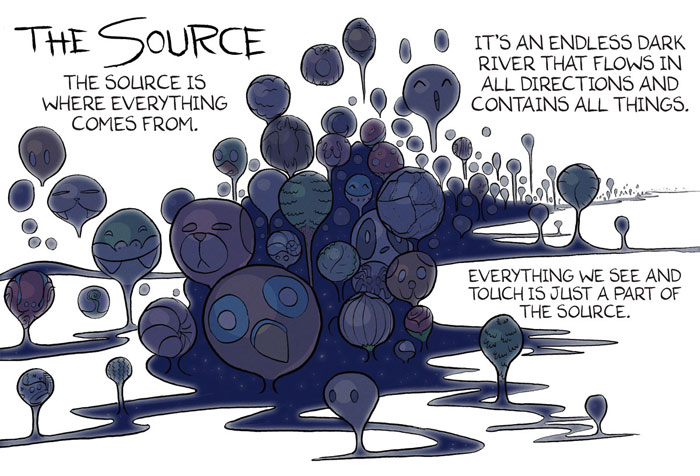 THE SOURCE
THE SOURCE IS
WHERE EVERYTHING
COMES FROM.
IT'S AN ENDLESS DARK
RIVER THAT FLOWS IN
ALL DIRECTIONS AND
CONTAINS ALL THINGS.
EVERYTHING WE SEE AND
TOUCH IS JUST A PART OF
THE SOURCE.